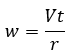 w = Vt/r